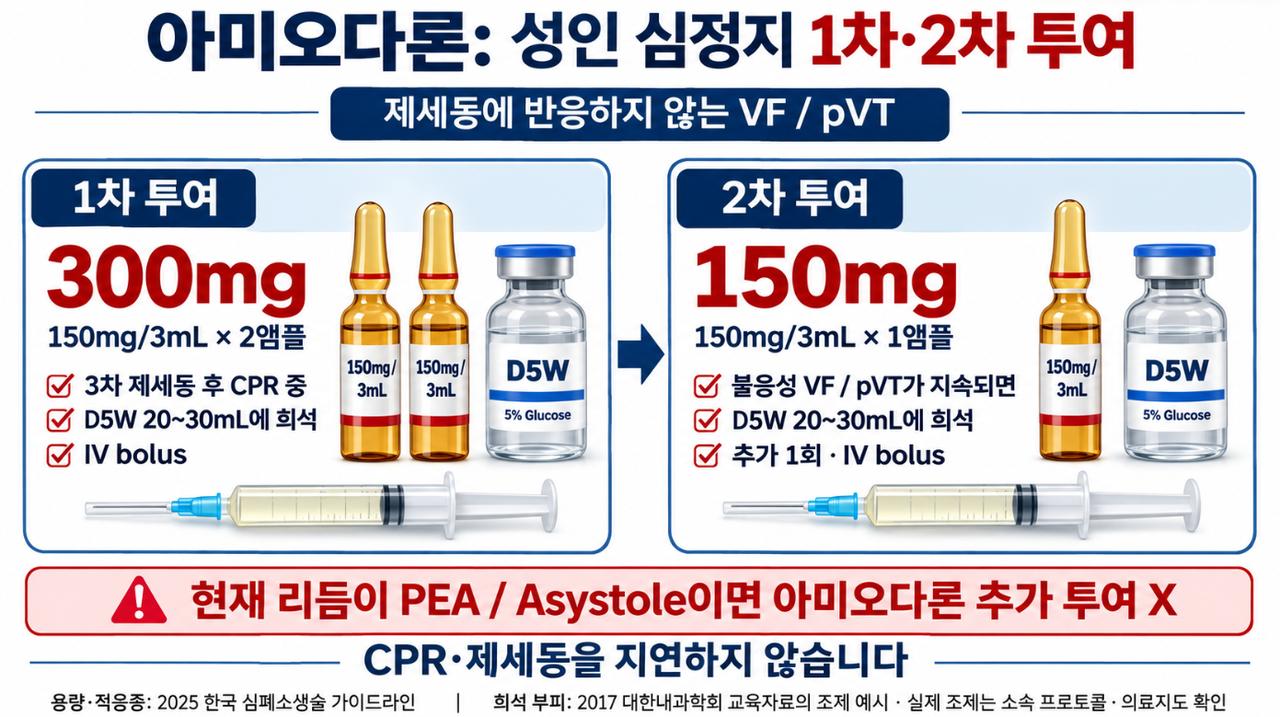 아미오다론: 성인 심정지 1차·2차 투여
제세동에 반응하지 않는 VF / pVT
1차 투여
300mg
150mg/3mL × 2앰플
3차 제세동 후 CPR 중
D5W 20~30mL에 희석
IV bolus
150mg/
3mL
150mg/
3mL
D5W
5% Glucose
2차 투여
150mg
150mg/3mL × 1앰플
불응성 VF / pVT가 지속되면
D5W 20~30mL에 희석
추가 1회 · IV bolus
150mg/
3mL
D5W
5% Glucose
현재 리듬이 PEA / Asystole이면 아미오다론 추가 투여 X
CPR·제세동을 지연하지 않습니다
용량·적응증: 2025 한국 심폐소생술 가이드라인 | 희석 부피: 2017 대한내과학회 교육자료의 조제 예시 · 실제 조제는 소속 프로토콜·의료지도 확인